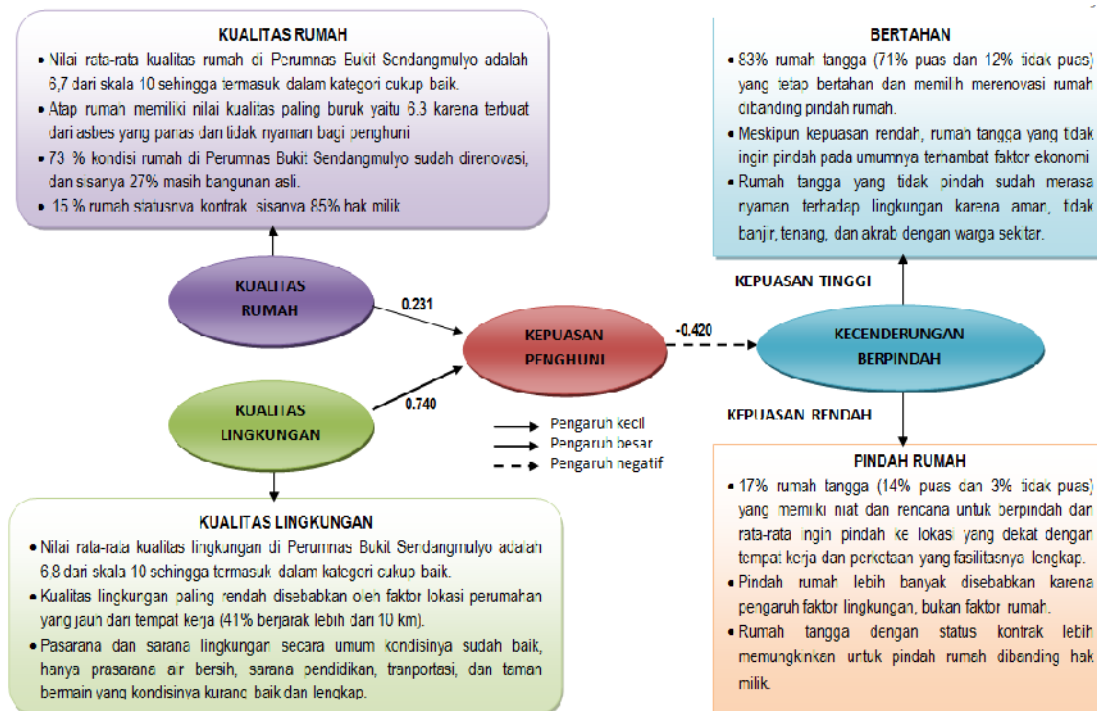 KUALITAS RUMAH
• Nilai rata-rata kualitas rumah di Perumnas Bukit Sendangmulyo adalah
6,7 dari skala 10 sehingga termasuk dalam kategori cukup baik.
• Atap rumah memiliki nilai kualitas paling buruk yaitu 6.3 karena terbuat
dari asbes yang panas dan tidak nyaman bagi penghuni
• 73 % kondisi rumah di Perumnas Bukit Sendangmulyo sudah direnovasi,
dan sisanya 27% masih bangunan asli.
• 15 % rumah statusnya kontrak sisanya 85% hak milik
BERTAHAN
• 83% rumah tangga (71% puas dan 12% tidak puas)
yang tetap bertahan dan memilih merenovasi rumah
dibanding pindah rumah.
• Meskipun kepuasan rendah, rumah tangga yang tidak
ingin pindah pada umumnya terhambat faktor ekonomi
• Rumah tangga yang tidak pindah sudah merasa
nyaman terhadap lingkungan karena aman, tidak
banjir, tenang, dan akrab dengan warga sekitar.
KUALITAS
RUMAH
0.231
KEPUASAN
PENGHUNI
-0.420
KEPUASAN TINGGI
KECENDERUNGAN
BERPINDAH
KEPUASAN RENDAH
KUALITAS
LINGKUNGAN
0.740
Pengaruh kecil
Pengaruh besar
Pengaruh negatif
KUALITAS LINGKUNGAN
• Nilai rata-rata kualitas lingkungan di Perumnas Bukit Sendangmulyo adalah
6,8 dari skala 10 sehingga termasuk dalam kategori cukup baik.
• Kualitas lingkungan paling rendah disebabkan oleh faktor lokasi perumahan
yang jauh dari tempat kerja (41% berjarak lebih dari 10 km).
• Pasarana dan sarana lingkungan secara umum kondisinya sudah baik,
hanya prasarana air bersih, sarana pendidikan, tranportasi, dan taman
bermain yang kondisinya kurang baik dan lengkap.
PINDAH RUMAH
• 17% rumah tangga (14% puas dan 3% tidak puas)
yang memiliki niat dan rencana untuk berpindah dan
rata-rata ingin pindah ke lokasi yang dekat dengan
tempat kerja dan perkotaan yang fasilitasnya lengkap.
• Pindah rumah lebih banyak disebabkan karena
pengaruh faktor lingkungan, bukan faktor rumah.
• Rumah tangga dengan status kontrak lebih
memungkinkan untuk pindah rumah dibanding hak
milik.